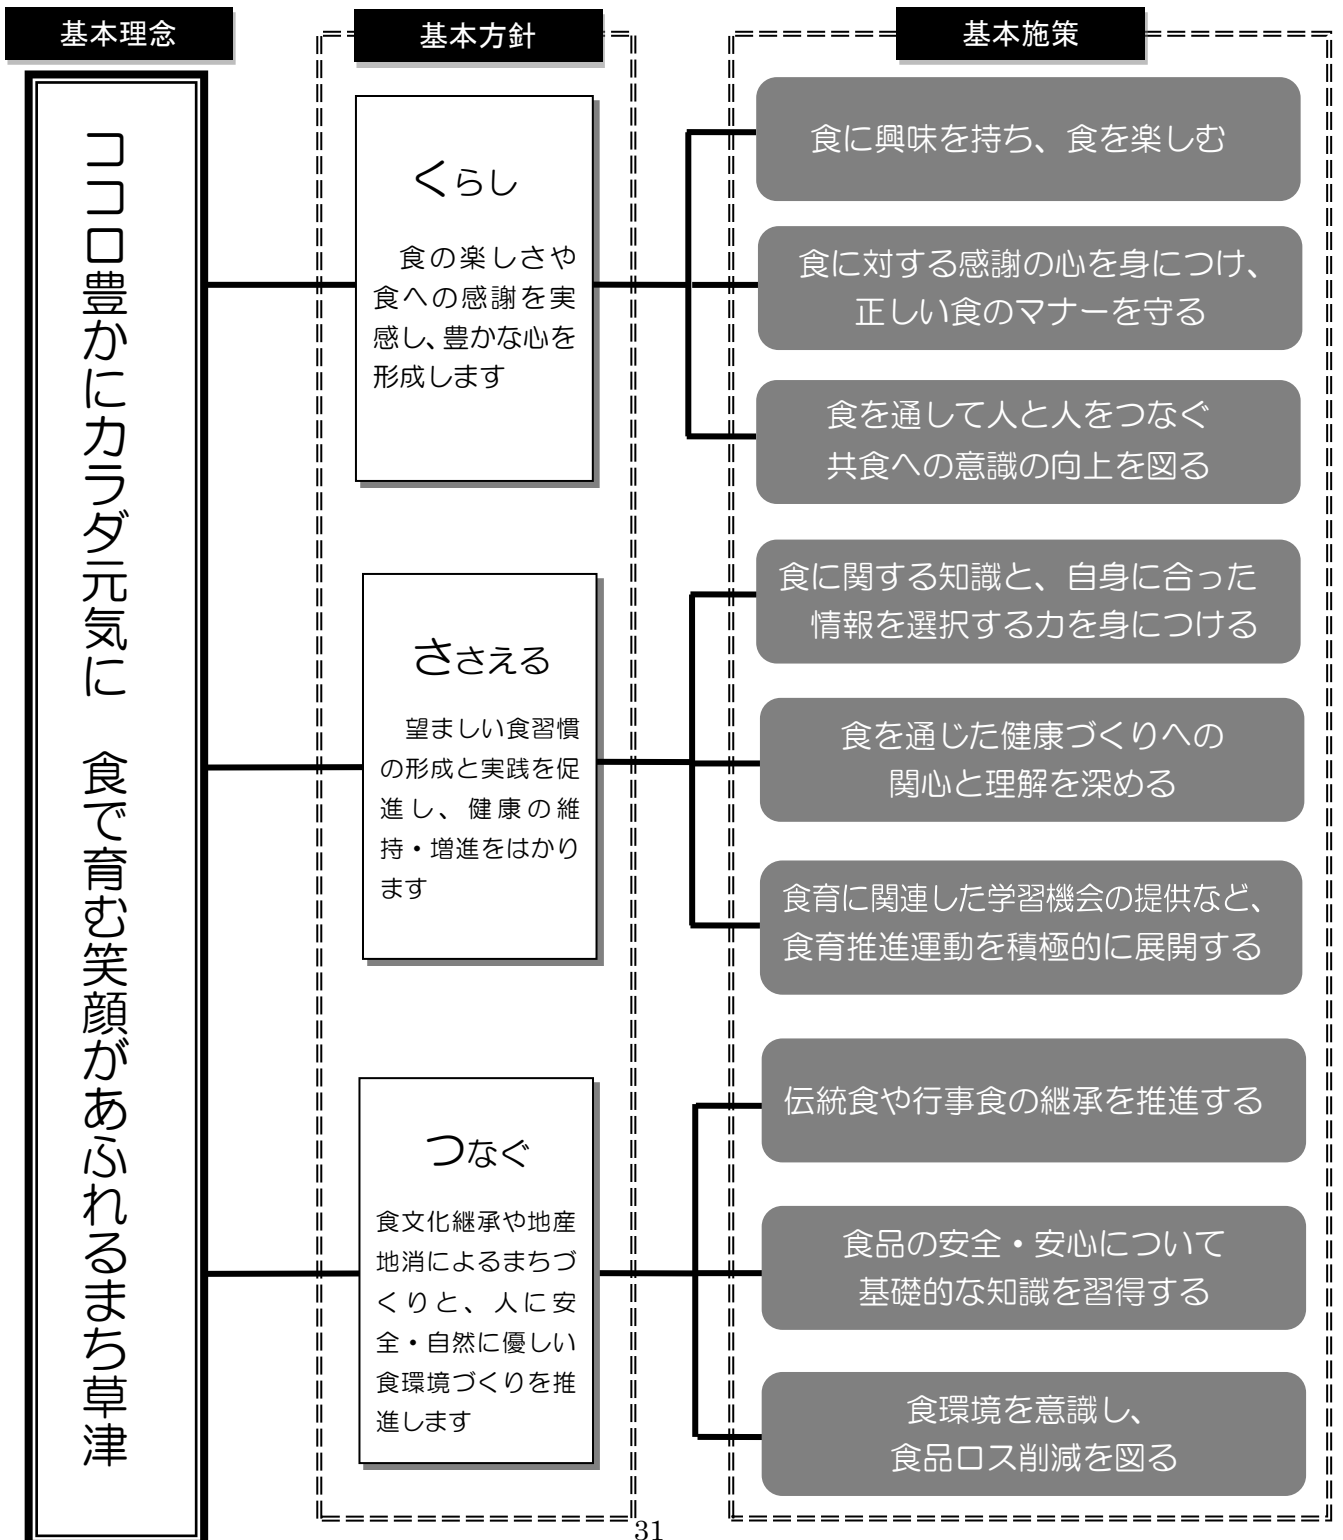 基本理念
基本方針
基本施策
ココロ豊かにカラダ元気に　食で育む笑顔があふれるまち草津
くらし
食の楽しさや
食への感謝を実
感し、豊かな心を
形成します
食に興味を持ち、食を楽しむ
食に対する感謝の心を身につけ、
正しい食のマナーを守る
食を通して人と人をつなぐ
共食への意識の向上を図る
ささえる
望ましい食習慣
の形成と実践を促
進し、健康の維
持・増進をはかり
ます
食に関する知識と、自身に合った
情報を選択する力を身につける
食を通じた健康づくりへの
関心と理解を深める
食育に関連した学習機会の提供など、
食育推進運動を積極的に展開する
つなぐ
食文化継承や地産
地消によるまちづ
くりと、人に安
全・自然に優しい
食環境づくりを推
進します
伝統食や行事食の継承を推進する
食品の安全・安心について
基礎的な知識を習得する
食環境を意識し、
食品ロス削減を図る
31